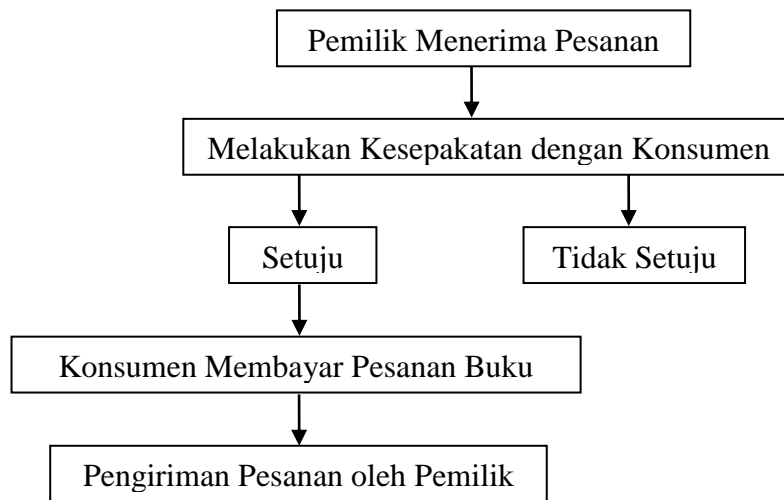 Pemilik Menerima Pesanan
Melakukan Kesepakatan dengan Konsumen
Setuju
Tidak Setuju
Konsumen Membayar Pesanan Buku
Pengiriman Pesanan oleh Pemilik